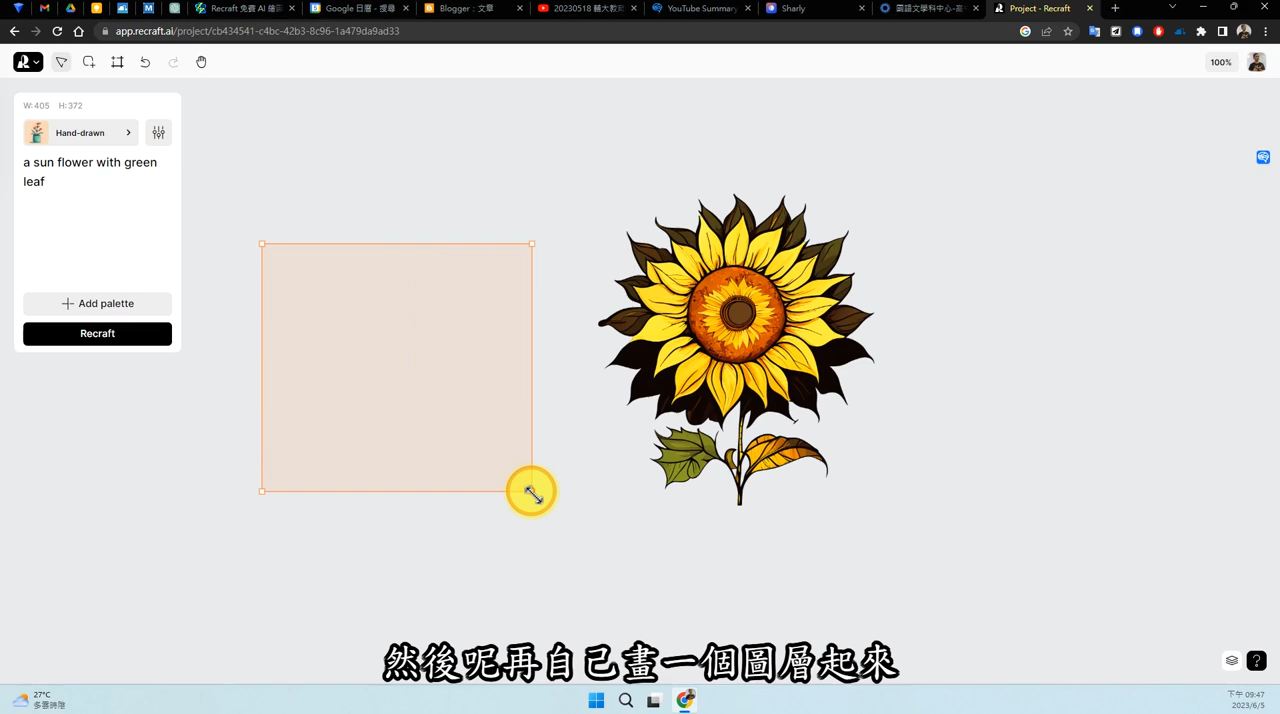 Recraft 免費 AI 繪圖
Google 日曆 - 搜尋
Blogger：文章
20230518 輔大教政
YouTube Summary
Sharly
國語文學科中心-高
Project - Recraft
app.recraft.ai/project/cb434541-c4bc-42b3-8c96-1a479da9ad33
100%
W: 405 H: 372
Hand-drawn
a sun flower with green
leaf
Add palette
Recraft
然後呢再自己畫一個圖層起來
27°C
多雲時陰
下午 09:47
2023/6/5